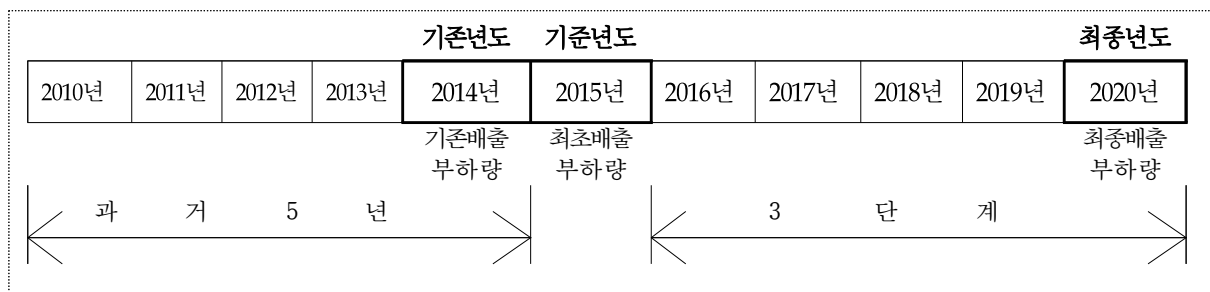 기존년도 기준년도 최종년도
2010년 2011년 2012년 2013년 2014년 2015년 2016년 2017년 2018년 2019년 2020년
기존배출 최초배출 최종배출
부하량 부하량 부하량
과 거 5 년 3 단 계